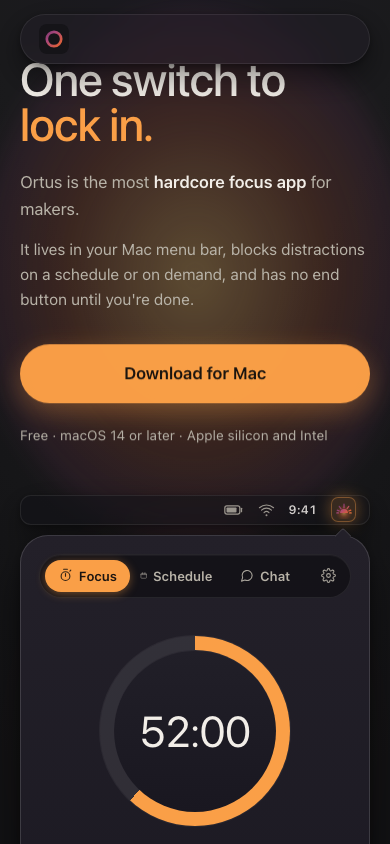 One switch to
lock in.
Ortus is the most hardcore focus app for
makers.
It lives in your Mac menu bar, blocks distractions
on a schedule or on demand, and has no end
button until you're done.
Download for Mac
Free · macOS 14 or later · Apple silicon and Intel
9:41
Focus Schedule Chat
52:00